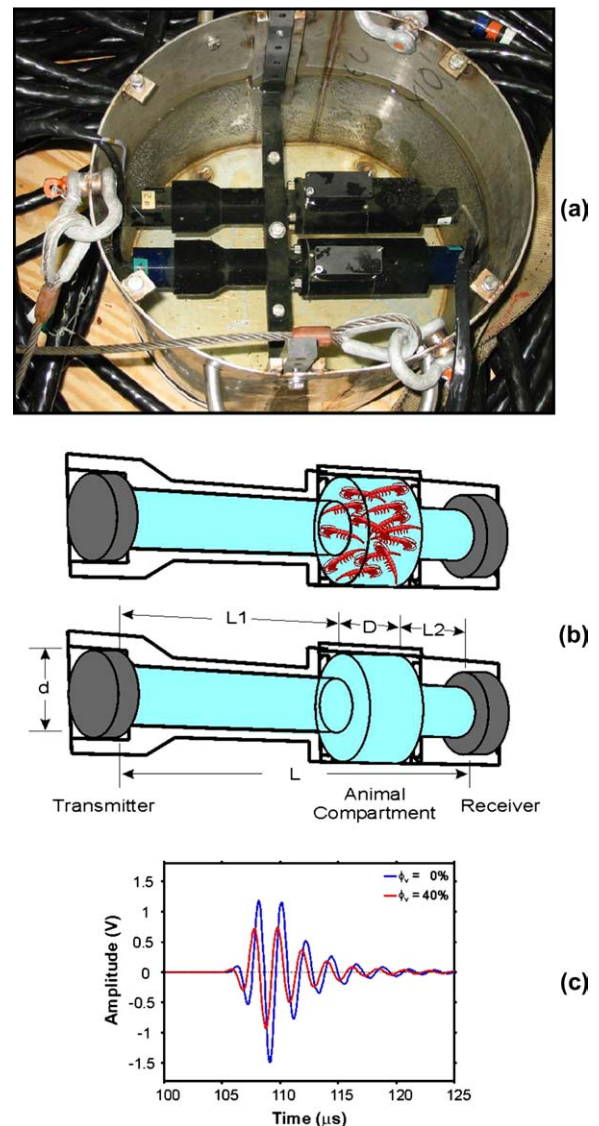 (a)
(b)
L1
D
L2
d
L
Transmitter
Animal
Compartment
Receiver
(c)
ϕv = 0%
ϕv = 40%
Amplitude (V)
1.5
1
0.5
0
-0.5
-1
-1.5
100
105
110
115
120
125
Time (µs)